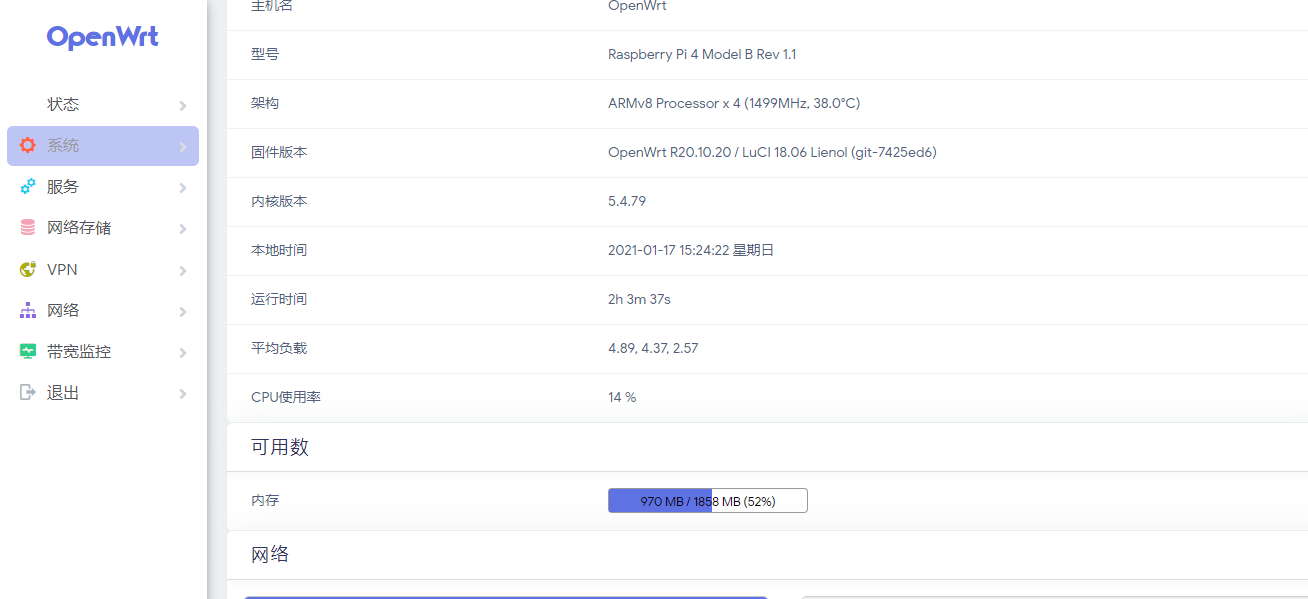 OpenWrt
状态
系统
服务
网络存储
VPN
网络
带宽监控
退出
主机名 OpenWrt
型号 Raspberry Pi 4 Model B Rev 1.1
架构 ARMv8 Processor x 4 (1499MHz, 38.0°C)
固件版本 OpenWrt R20.10.20 / LuCI 18.06 Lienol (git-7425ed6)
内核版本 5.4.79
本地时间 2021-01-17 15:24:22 星期日
运行时间 2h 3m 37s
平均负载 4.89, 4.37, 2.57
CPU使用率 14 %
可用数
内存 970 MB / 1858 MB (52%)
网络